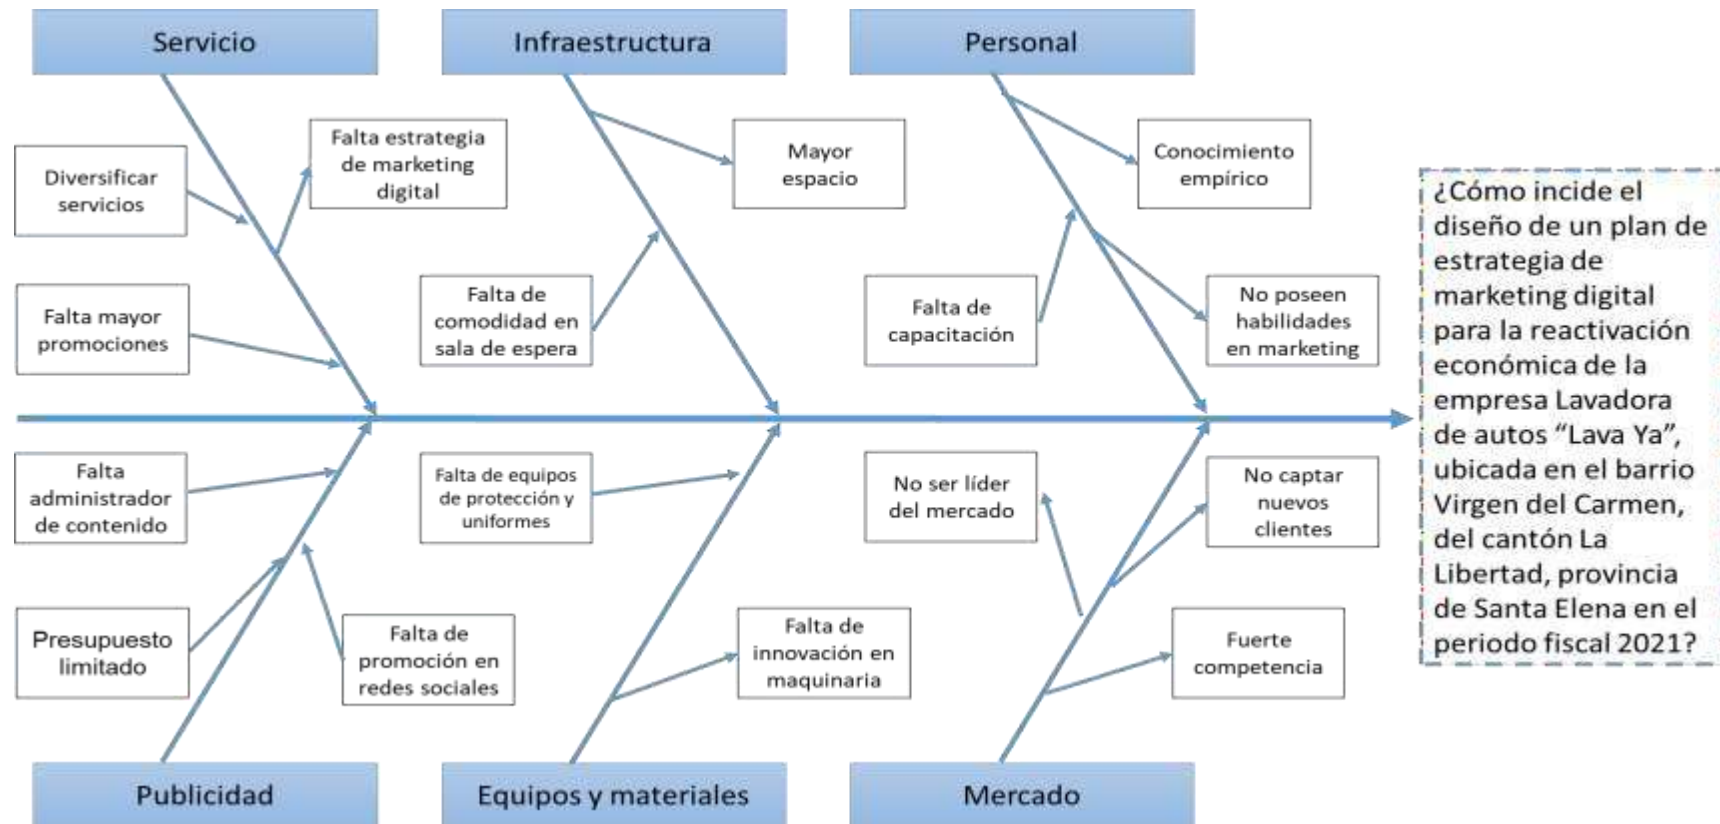 Servicio
Infraestructura
Personal
Diversificar
servicios
Falta estrategia
de marketing
digital
Falta mayor
promociones
Mayor
espacio
Falta de
comodidad en
sala de espera
Conocimiento
empírico
Falta de
capacitación
No poseen
habilidades
en marketing
¿Cómo incide el
diseño de un plan de
estrategia de
marketing digital
para la reactivación
económica de la
empresa Lavadora
de autos “Lava Ya”,
ubicada en el barrio
Virgen del Carmen,
del cantón La
Libertad, provincia
de Santa Elena en el
periodo fiscal 2021?
Falta
administrador
de contenido
Presupuesto
limitado
Falta de
promoción en
redes sociales
Falta de equipos
de protección y
uniformes
Falta de
innovación en
maquinaria
No ser líder
del mercado
No captar
nuevos
clientes
Fuerte
competencia
Publicidad
Equipos y materiales
Mercado